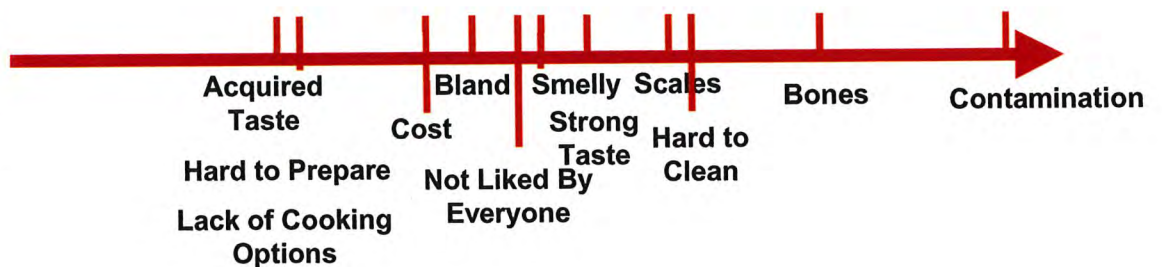 Acquired
Taste
Hard to Prepare
Lack of Cooking
Options
Cost
Bland
Not Liked By
Everyone
Smelly
Strong
Taste
Scales
Hard to
Clean
Bones
Contamination